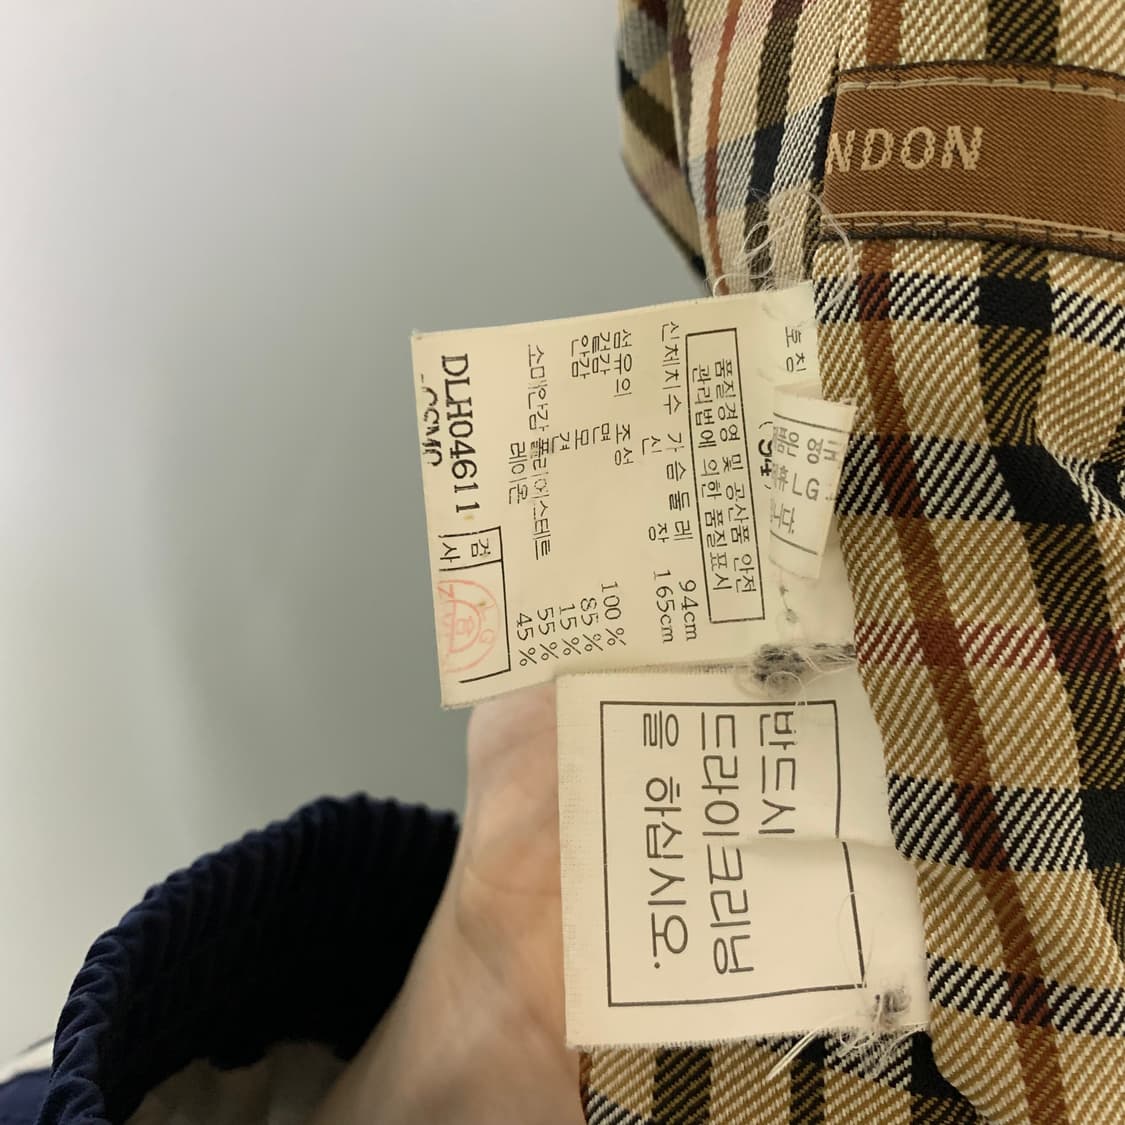 NDON
호칭
품질경영 및 공산품 안전
관리법에 의한 품질표시
신체치수 가슴둘레 94cm
신장 165cm
섬유의 조성
겉감 면 100%
안감 모 85%
견 15%
소매안감 폴리에스테르 55%
레이온 45%
DLH04611
검사
반드시
드라이크리닝
을 하십시오.